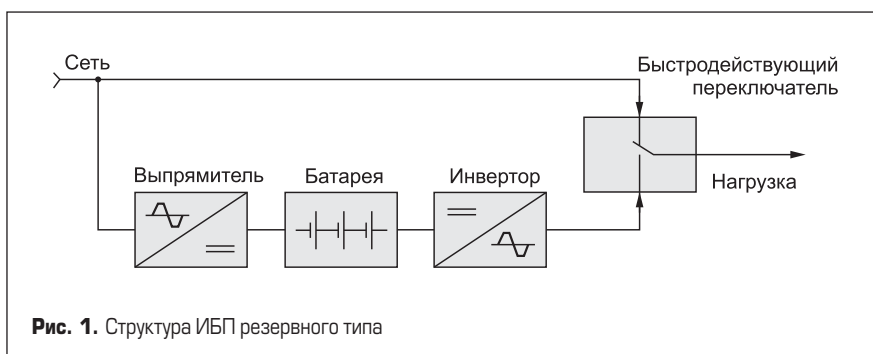 Сеть
Быстродействующий
переключатель
Выпрямитель
Батарея
Инвертор
Нагрузка
Рис. 1. Структура ИБП резервного типа